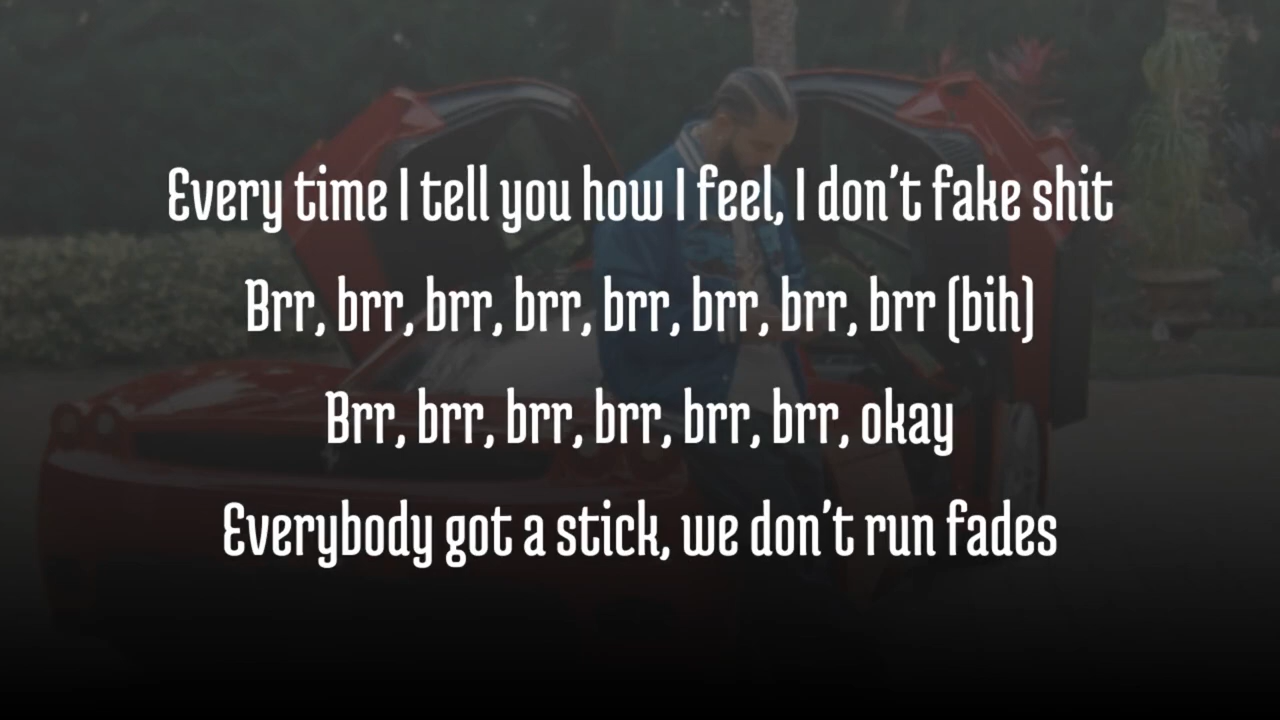 Every time I tell you how I feel, I don't fake shit
Brr, brr, brr, brr, brr, brr, brr, brr (bih)
Brr, brr, brr, brr, brr, brr, okay
Everybody got a stick, we don't run fades